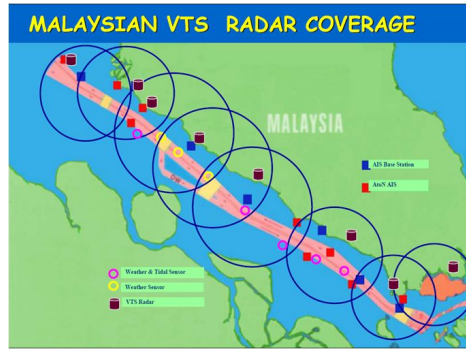 MALAYSIAN VTS RADAR COVERAGE
MALAYSIA
AIS Base Station
AtoN AIS
Weather & Tidal Sensor
Weather Sensor
VTS Radar